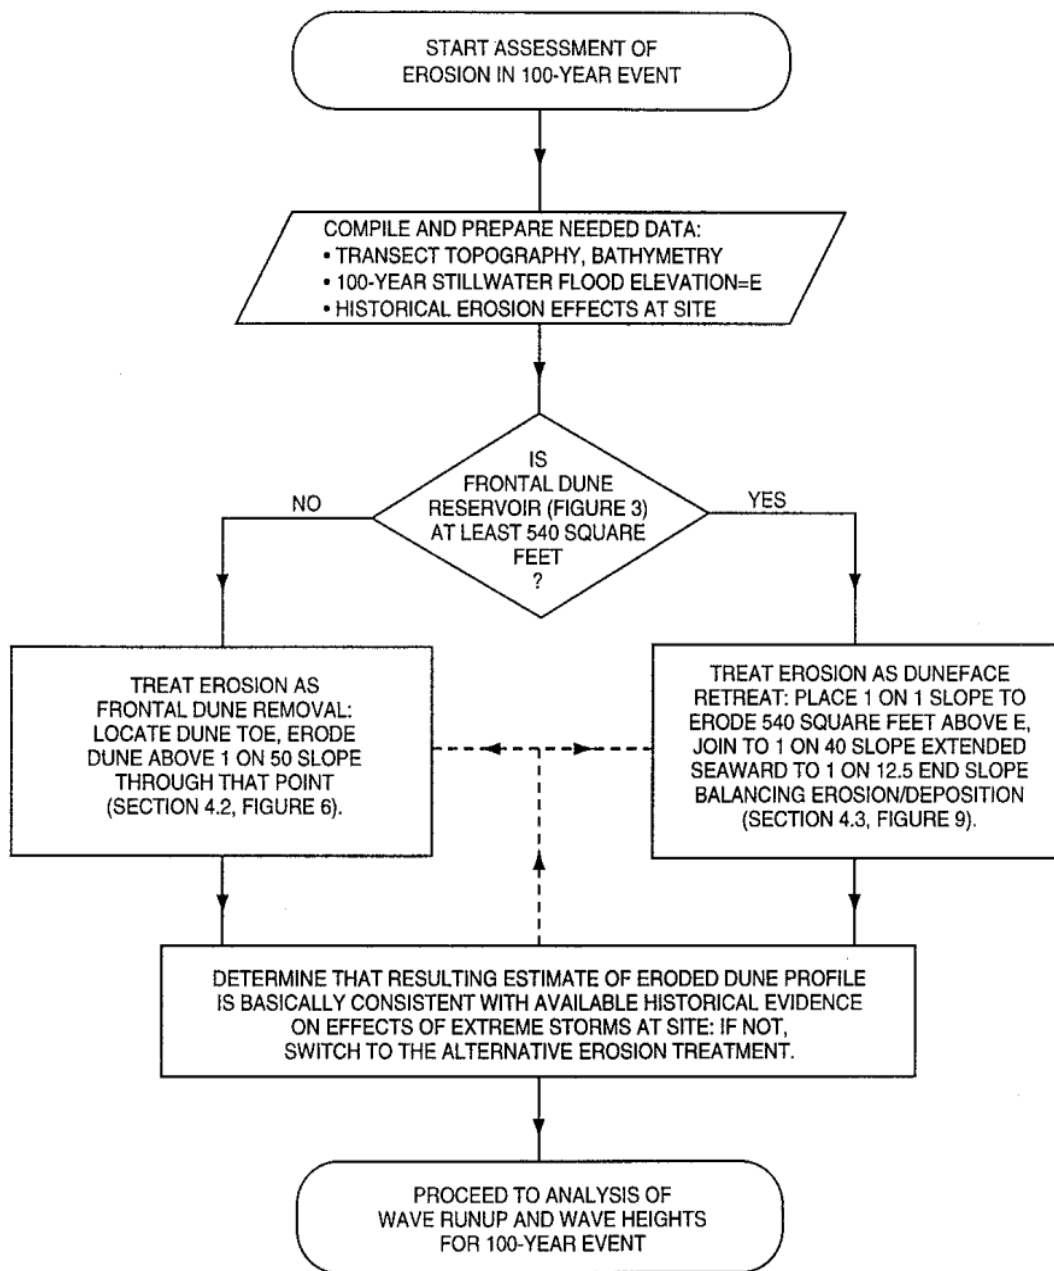 START ASSESSMENT OF
EROSION IN 100-YEAR EVENT
COMPILE AND PREPARE NEEDED DATA:
• TRANSECT TOPOGRAPHY, BATHYMETRY
• 100-YEAR STILLWATER FLOOD ELEVATION=E
• HISTORICAL EROSION EFFECTS AT SITE
IS
FRONTAL DUNE
RESERVOIR (FIGURE 3)
AT LEAST 540 SQUARE
FEET
?
NO
YES
TREAT EROSION AS
FRONTAL DUNE REMOVAL:
LOCATE DUNE TOE, ERODE
DUNE ABOVE 1 ON 50 SLOPE
THROUGH THAT POINT
(SECTION 4.2, FIGURE 6).
TREAT EROSION AS DUNEFACE
RETREAT: PLACE 1 ON 1 SLOPE TO
ERODE 540 SQUARE FEET ABOVE E,
JOIN TO 1 ON 40 SLOPE EXTENDED
SEAWARD TO 1 ON 12.5 END SLOPE
BALANCING EROSION/DEPOSITION
(SECTION 4.3, FIGURE 9).
DETERMINE THAT RESULTING ESTIMATE OF ERODED DUNE PROFILE
IS BASICALLY CONSISTENT WITH AVAILABLE HISTORICAL EVIDENCE
ON EFFECTS OF EXTREME STORMS AT SITE: IF NOT,
SWITCH TO THE ALTERNATIVE EROSION TREATMENT.
PROCEED TO ANALYSIS OF
WAVE RUNUP AND WAVE HEIGHTS
FOR 100-YEAR EVENT